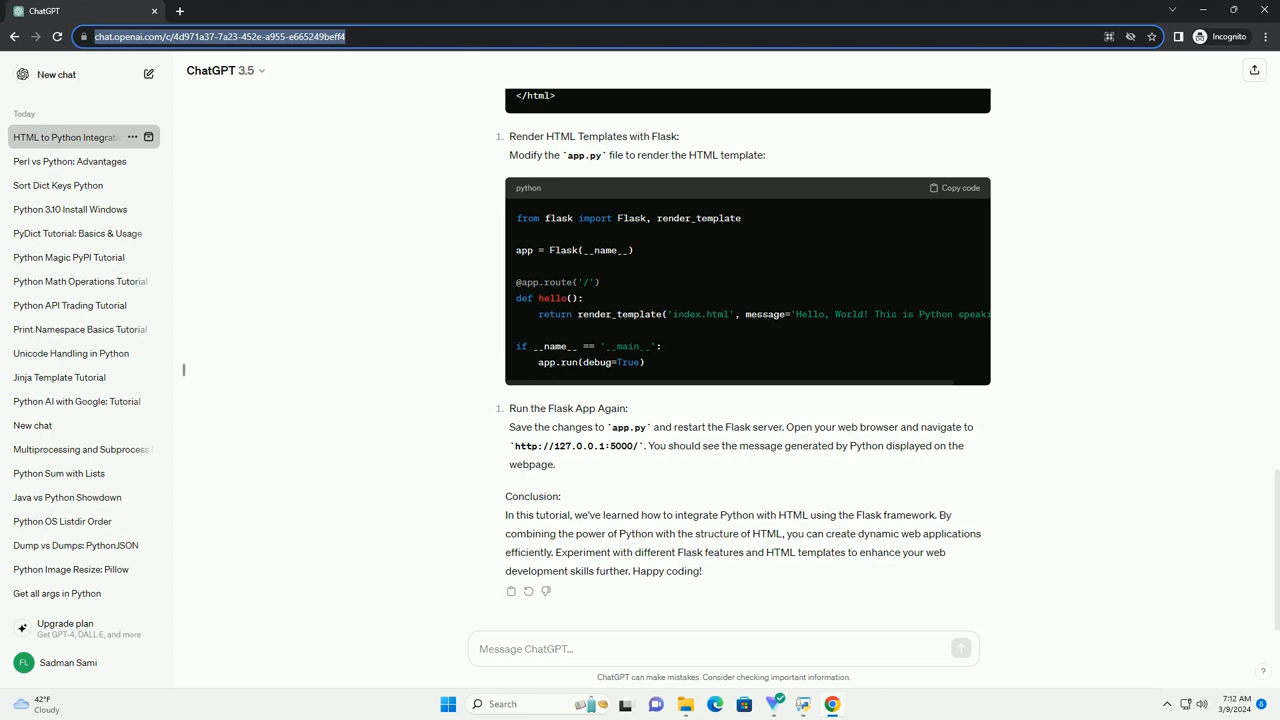 ChatGPT
chat.openai.com/c/4d971a37-7a23-452e-a955-e665249beff4
Incognito
New chat
ChatGPT 3.5
Today
HTML to Python Integrati
Perl vs Python: Advantages
Sort Dict Keys Python
Python 3.10 Install Windows
PyDict Tutorial: Basics & Usage
Python Magic PyPI Tutorial
Python Math Operations Tutorial
Python API Trading Tutorial
Print Namespace Basics Tutorial
Unicode Handling in Python
Jinja Template Tutorial
Python AI with Google: Tutorial
New chat
Multiprocessing and Subprocess
Python Sum with Lists
Java vs Python Showdown
Python OS Listdir Order
Dump vs Dumps: PythonJSON
Python Image Resize: Pillow
Get all args in Python
Upgrade plan
Get GPT-4, DALL·E, and more
FL Sadman Sami
</html>
1. Render HTML Templates with Flask:
Modify the `app.py` file to render the HTML template:
python
Copy code
from flask import Flask, render_template
app = Flask(__name__)
@app.route('/')
def hello():
return render_template('index.html', message='Hello, World! This is Python speaki
if __name__ == '__main__':
app.run(debug=True)
1. Run the Flask App Again:
Save the changes to `app.py` and restart the Flask server. Open your web browser and navigate to
`http://127.0.0.1:5000/`. You should see the message generated by Python displayed on the
webpage.
Conclusion:
In this tutorial, we've learned how to integrate Python with HTML using the Flask framework. By
combining the power of Python with the structure of HTML, you can create dynamic web applications
efficiently. Experiment with different Flask features and HTML templates to enhance your web
development skills further. Happy coding!
Message ChatGPT...
ChatGPT can make mistakes. Consider checking important information.
?
42°F
Cloudy
Search
7:12 AM
3/9/2024
8